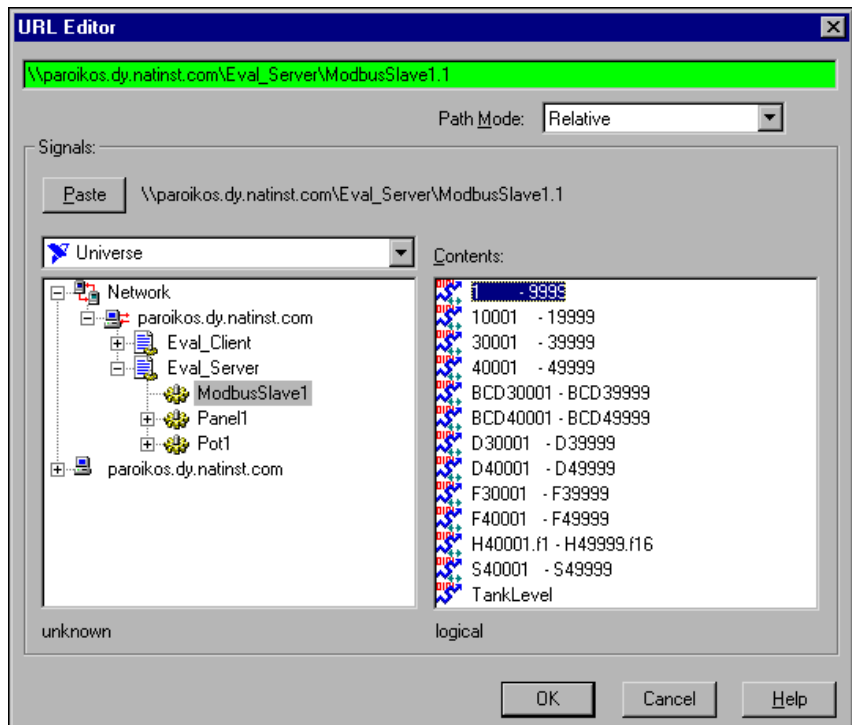 URL Editor
\\paroikos.dy.natinst.com\Eval_Server\ModbusSlave1.1
Path Mode: Relative
Signals:
Paste \\paroikos.dy.natinst.com\Eval_Server\ModbusSlave1.1
Universe
Contents:
Network
paroikos.dy.natinst.com
Eval_Client
Eval_Server
ModbusSlave1
Panel1
Pot1
paroikos.dy.natinst.com
1 - 9999
10001 - 19999
30001 - 39999
40001 - 49999
BCD30001 - BCD39999
BCD40001 - BCD49999
D30001 - D39999
D40001 - D49999
F30001 - F39999
F40001 - F49999
H40001.f1 - H49999.f16
S40001 - S49999
TankLevel
unknown
logical
OK Cancel Help